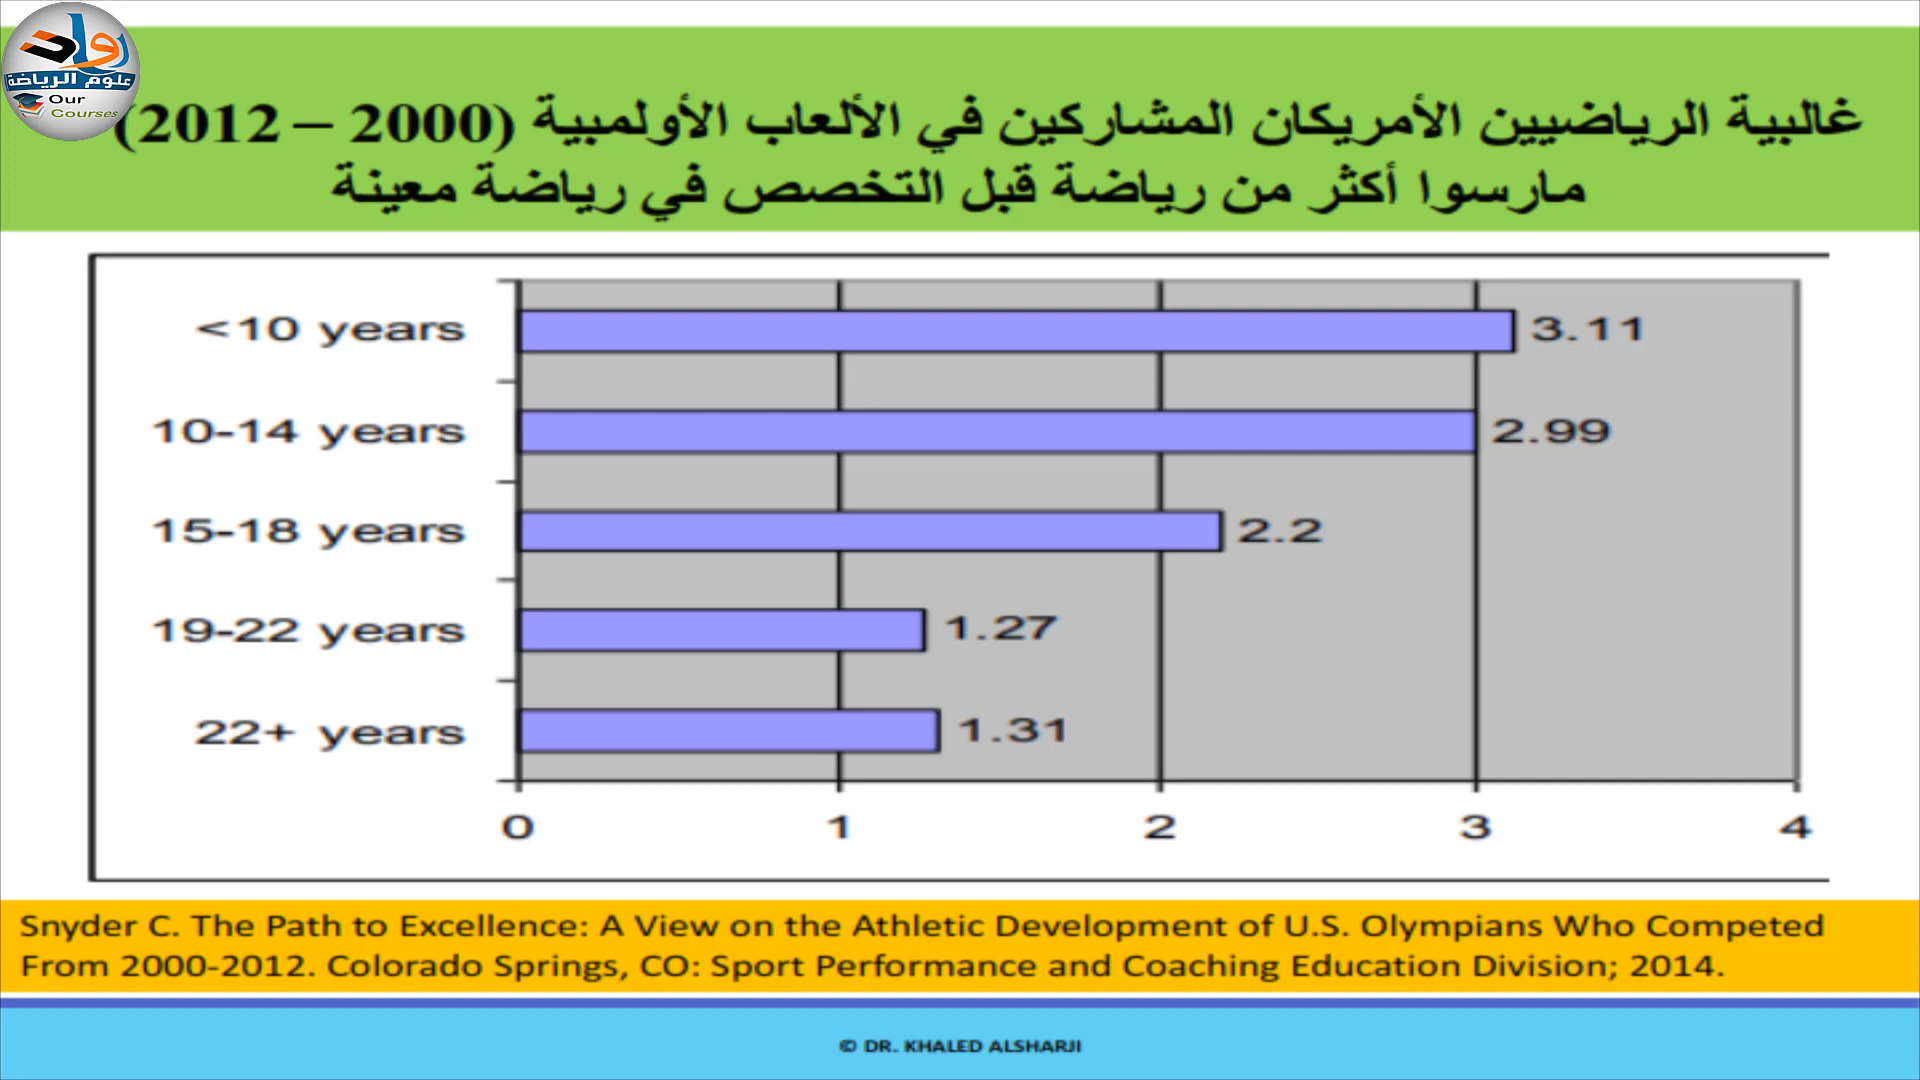 رواد
علوم الرياضة
Our
Courses
غالبية الرياضيين الأمريكان المشاركين في الألعاب الأولمبية (2000 – 2012)
مارسوا أكثر من رياضة قبل التخصص في رياضة معينة
<10 years 3.11
10-14 years 2.99
15-18 years 2.2
19-22 years 1.27
22+ years 1.31
0 1 2 3 4
Snyder C. The Path to Excellence: A View on the Athletic Development of U.S. Olympians Who Competed
From 2000-2012. Colorado Springs, CO: Sport Performance and Coaching Education Division; 2014.
© DR. KHALED ALSHARJI